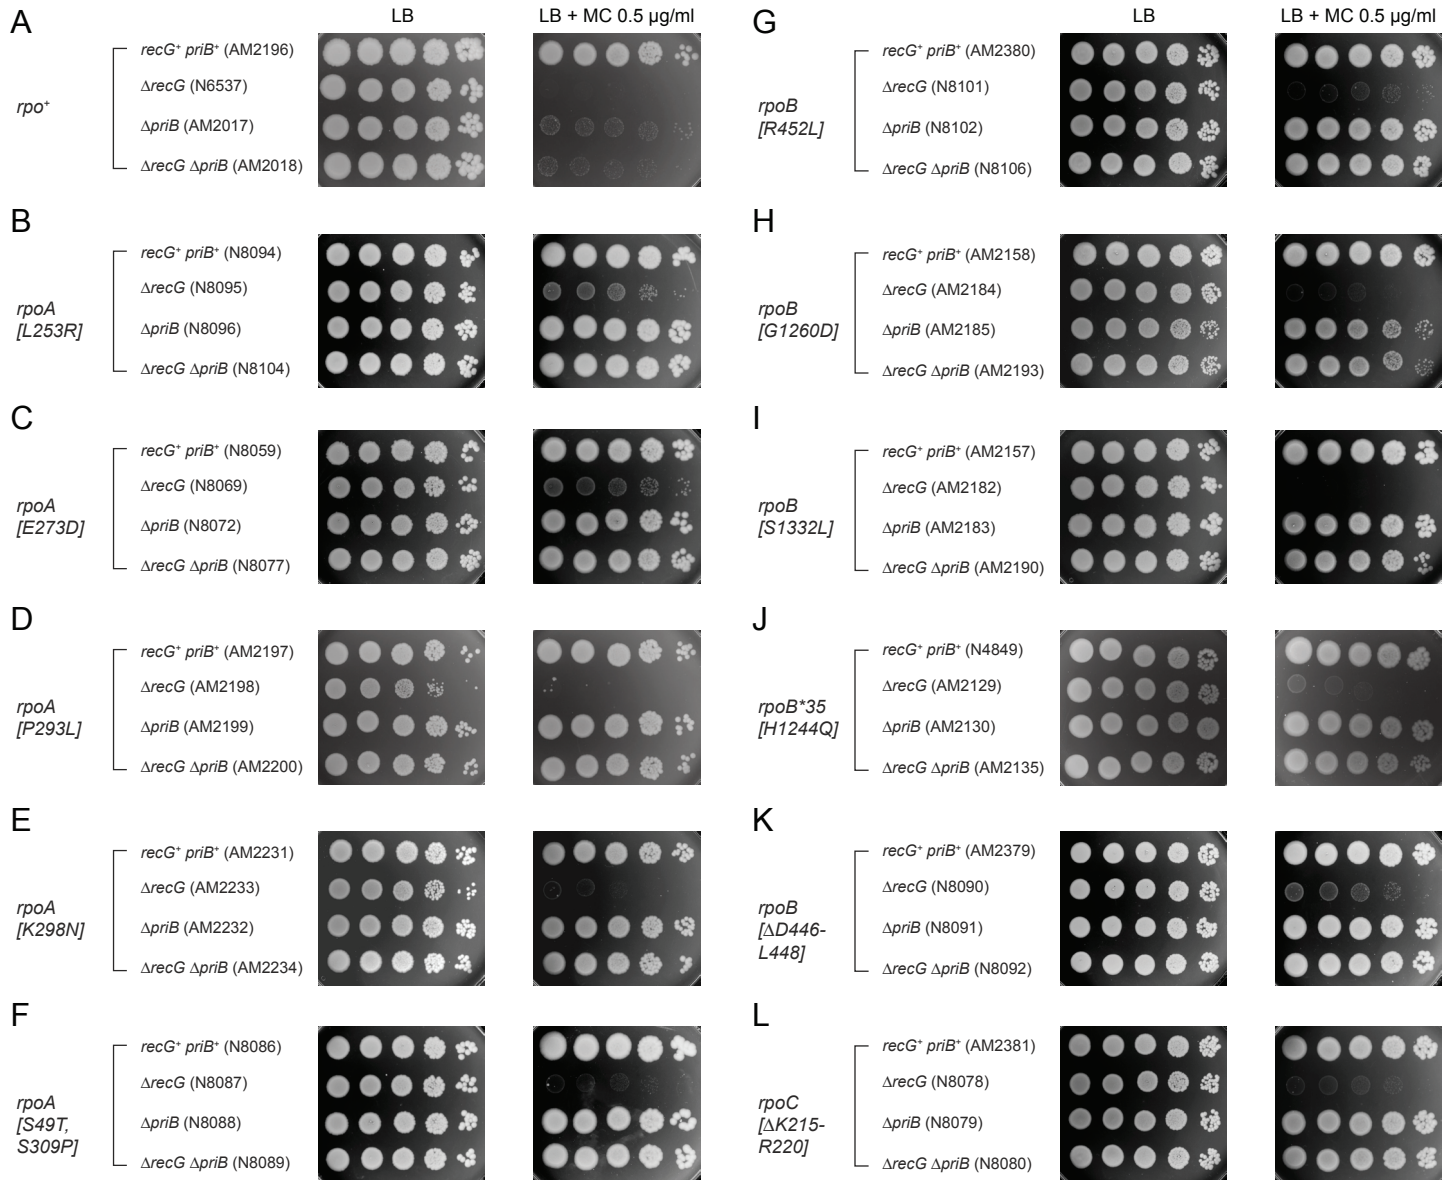 LB
LB + MC 0.5 µg/ml
A
rpo⁺
recG⁺ priB⁺ (AM2196)
ΔrecG (N6537)
ΔpriB (AM2017)
ΔrecG ΔpriB (AM2018)
B
rpoA
[L253R]
recG⁺ priB⁺ (N8094)
ΔrecG (N8095)
ΔpriB (N8096)
ΔrecG ΔpriB (N8104)
C
rpoA
[E273D]
recG⁺ priB⁺ (N8059)
ΔrecG (N8069)
ΔpriB (N8072)
ΔrecG ΔpriB (N8077)
D
rpoA
[P293L]
recG⁺ priB⁺ (AM2197)
ΔrecG (AM2198)
ΔpriB (AM2199)
ΔrecG ΔpriB (AM2200)
E
rpoA
[K298N]
recG⁺ priB⁺ (AM2231)
ΔrecG (AM2233)
ΔpriB (AM2232)
ΔrecG ΔpriB (AM2234)
F
rpoA
[S49T,
S309P]
recG⁺ priB⁺ (N8086)
ΔrecG (N8087)
ΔpriB (N8088)
ΔrecG ΔpriB (N8089)
LB
LB + MC 0.5 µg/ml
G
rpoB
[R452L]
recG⁺ priB⁺ (AM2380)
ΔrecG (N8101)
ΔpriB (N8102)
ΔrecG ΔpriB (N8106)
H
rpoB
[G1260D]
recG⁺ priB⁺ (AM2158)
ΔrecG (AM2184)
ΔpriB (AM2185)
ΔrecG ΔpriB (AM2193)
I
rpoB
[S1332L]
recG⁺ priB⁺ (AM2157)
ΔrecG (AM2182)
ΔpriB (AM2183)
ΔrecG ΔpriB (AM2190)
J
rpoB*35
[H1244Q]
recG⁺ priB⁺ (N4849)
ΔrecG (AM2129)
ΔpriB (AM2130)
ΔrecG ΔpriB (AM2135)
K
rpoB
[ΔD446-
L448]
recG⁺ priB⁺ (AM2379)
ΔrecG (N8090)
ΔpriB (N8091)
ΔrecG ΔpriB (N8092)
L
rpoC
[ΔK215-
R220]
recG⁺ priB⁺ (AM2381)
ΔrecG (N8078)
ΔpriB (N8079)
ΔrecG ΔpriB (N8080)